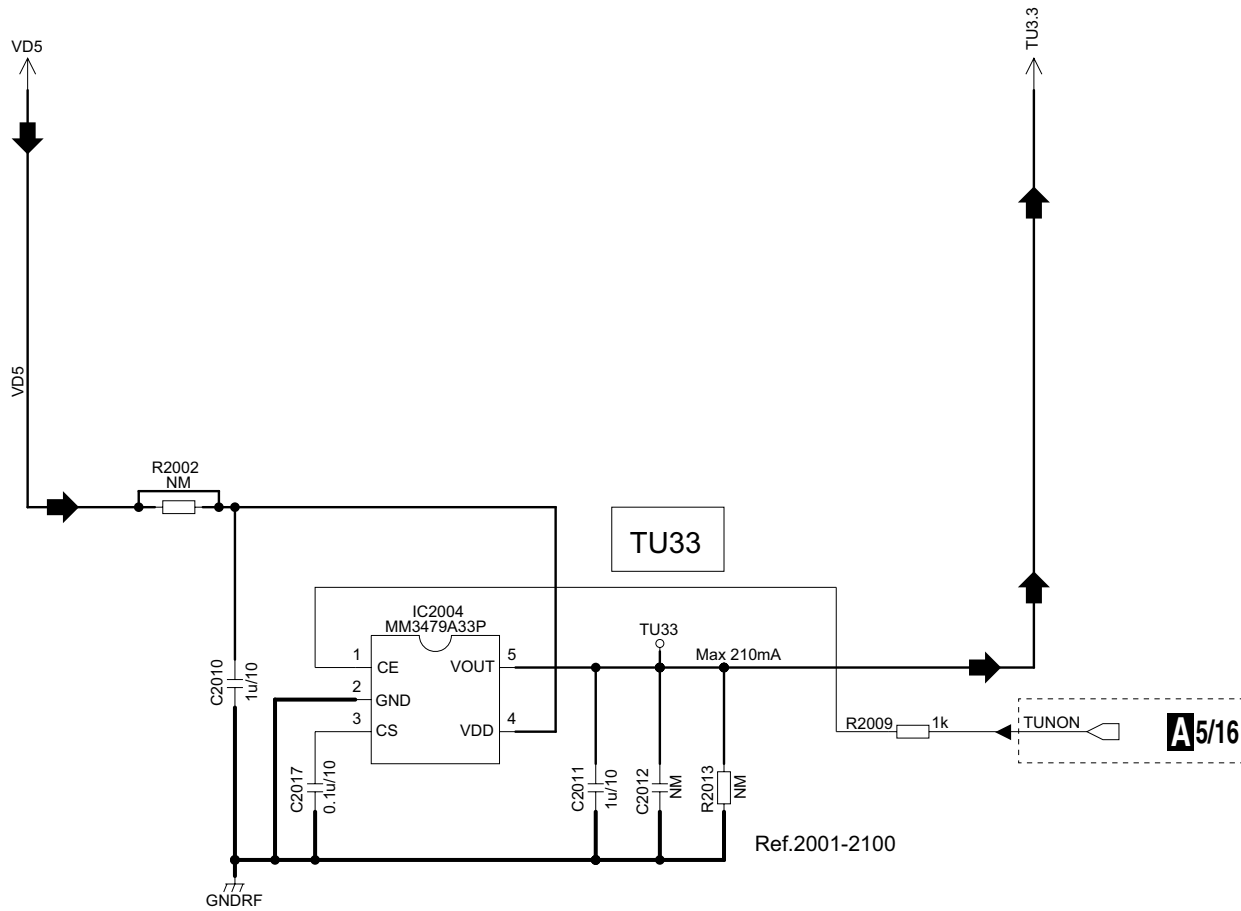 VD5
TU3.3
VD5
R2002
NM
TU33
IC2004
MM3479A33P
TU33
1
CE
VOUT
5
Max 210mA
2
GND
3
CS
VDD
4
C2010
1u/10
R2009
1k
TUNON
A 5/16
C2017
0.1u/10
C2011
1u/10
C2012
NM
R2013
NM
Ref.2001-2100
GNDRF